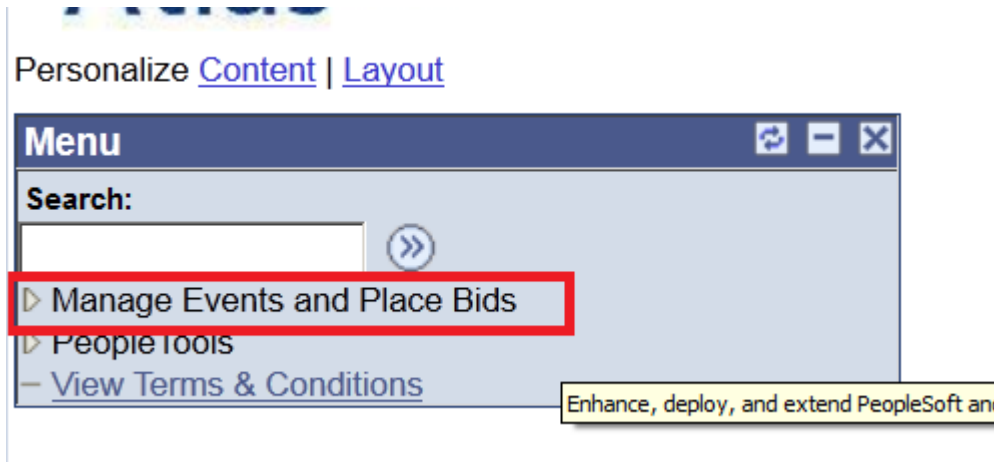 Personalize Content | Layout
Menu
Search:
Manage Events and Place Bids
PeopleTools
View Terms & Conditions
Enhance, deploy, and extend PeopleSoft